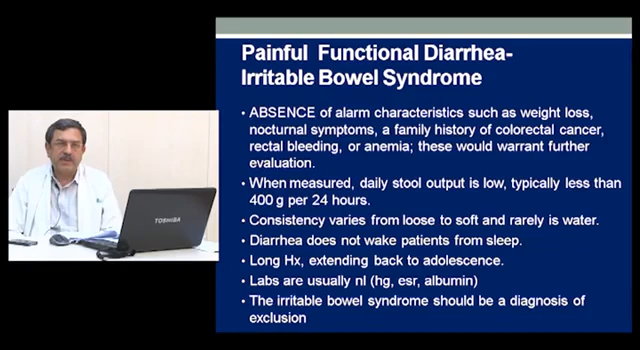 Painful Functional Diarrhea-
Irritable Bowel Syndrome
• ABSENCE of alarm characteristics such as weight loss,
nocturnal symptoms, a family history of colorectal cancer,
rectal bleeding, or anemia; these would warrant further
evaluation.
• When measured, daily stool output is low, typically less than
400 g per 24 hours.
• Consistency varies from loose to soft and rarely is water.
• Diarrhea does not wake patients from sleep.
• Long Hx, extending back to adolescence.
• Labs are usually nl (hg, esr, albumin)
• The irritable bowel syndrome should be a diagnosis of
exclusion
TOSHIBA